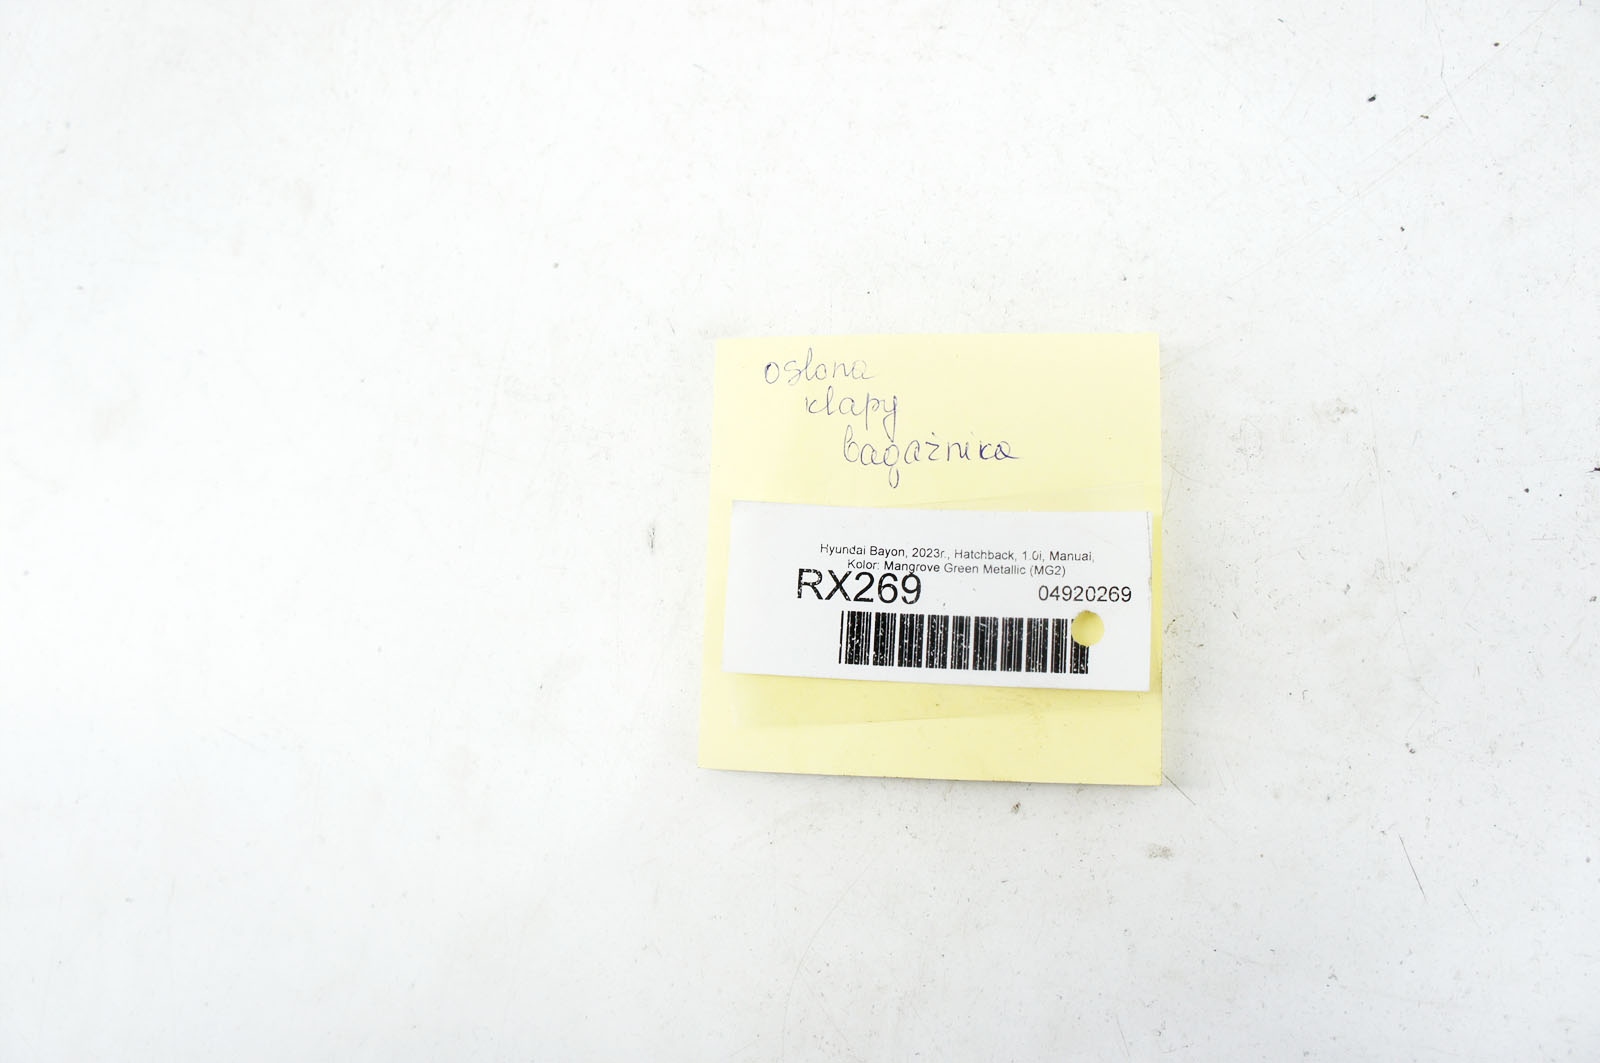 osłona
klapy
bagażnika
Hyundai Bayon, 2023r., Hatchback, 1.0i, Manual,
Kolor: Mangrove Green Metallic (MG2)
RX269 04920269